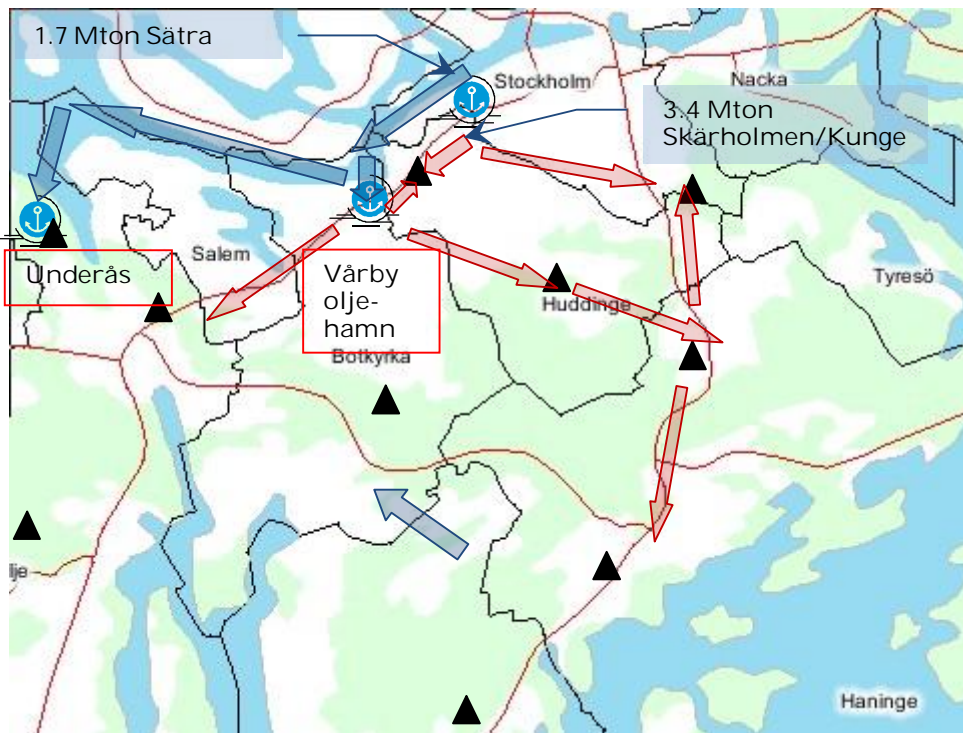 1.7 Mton Sätra
Stockholm
Nacka
3.4 Mton
Skärholmen/Kunge
Underås
Salem
Vårby
olje-
hamn
Huddinge
Tyresö
Botkyrka
lje
Haninge